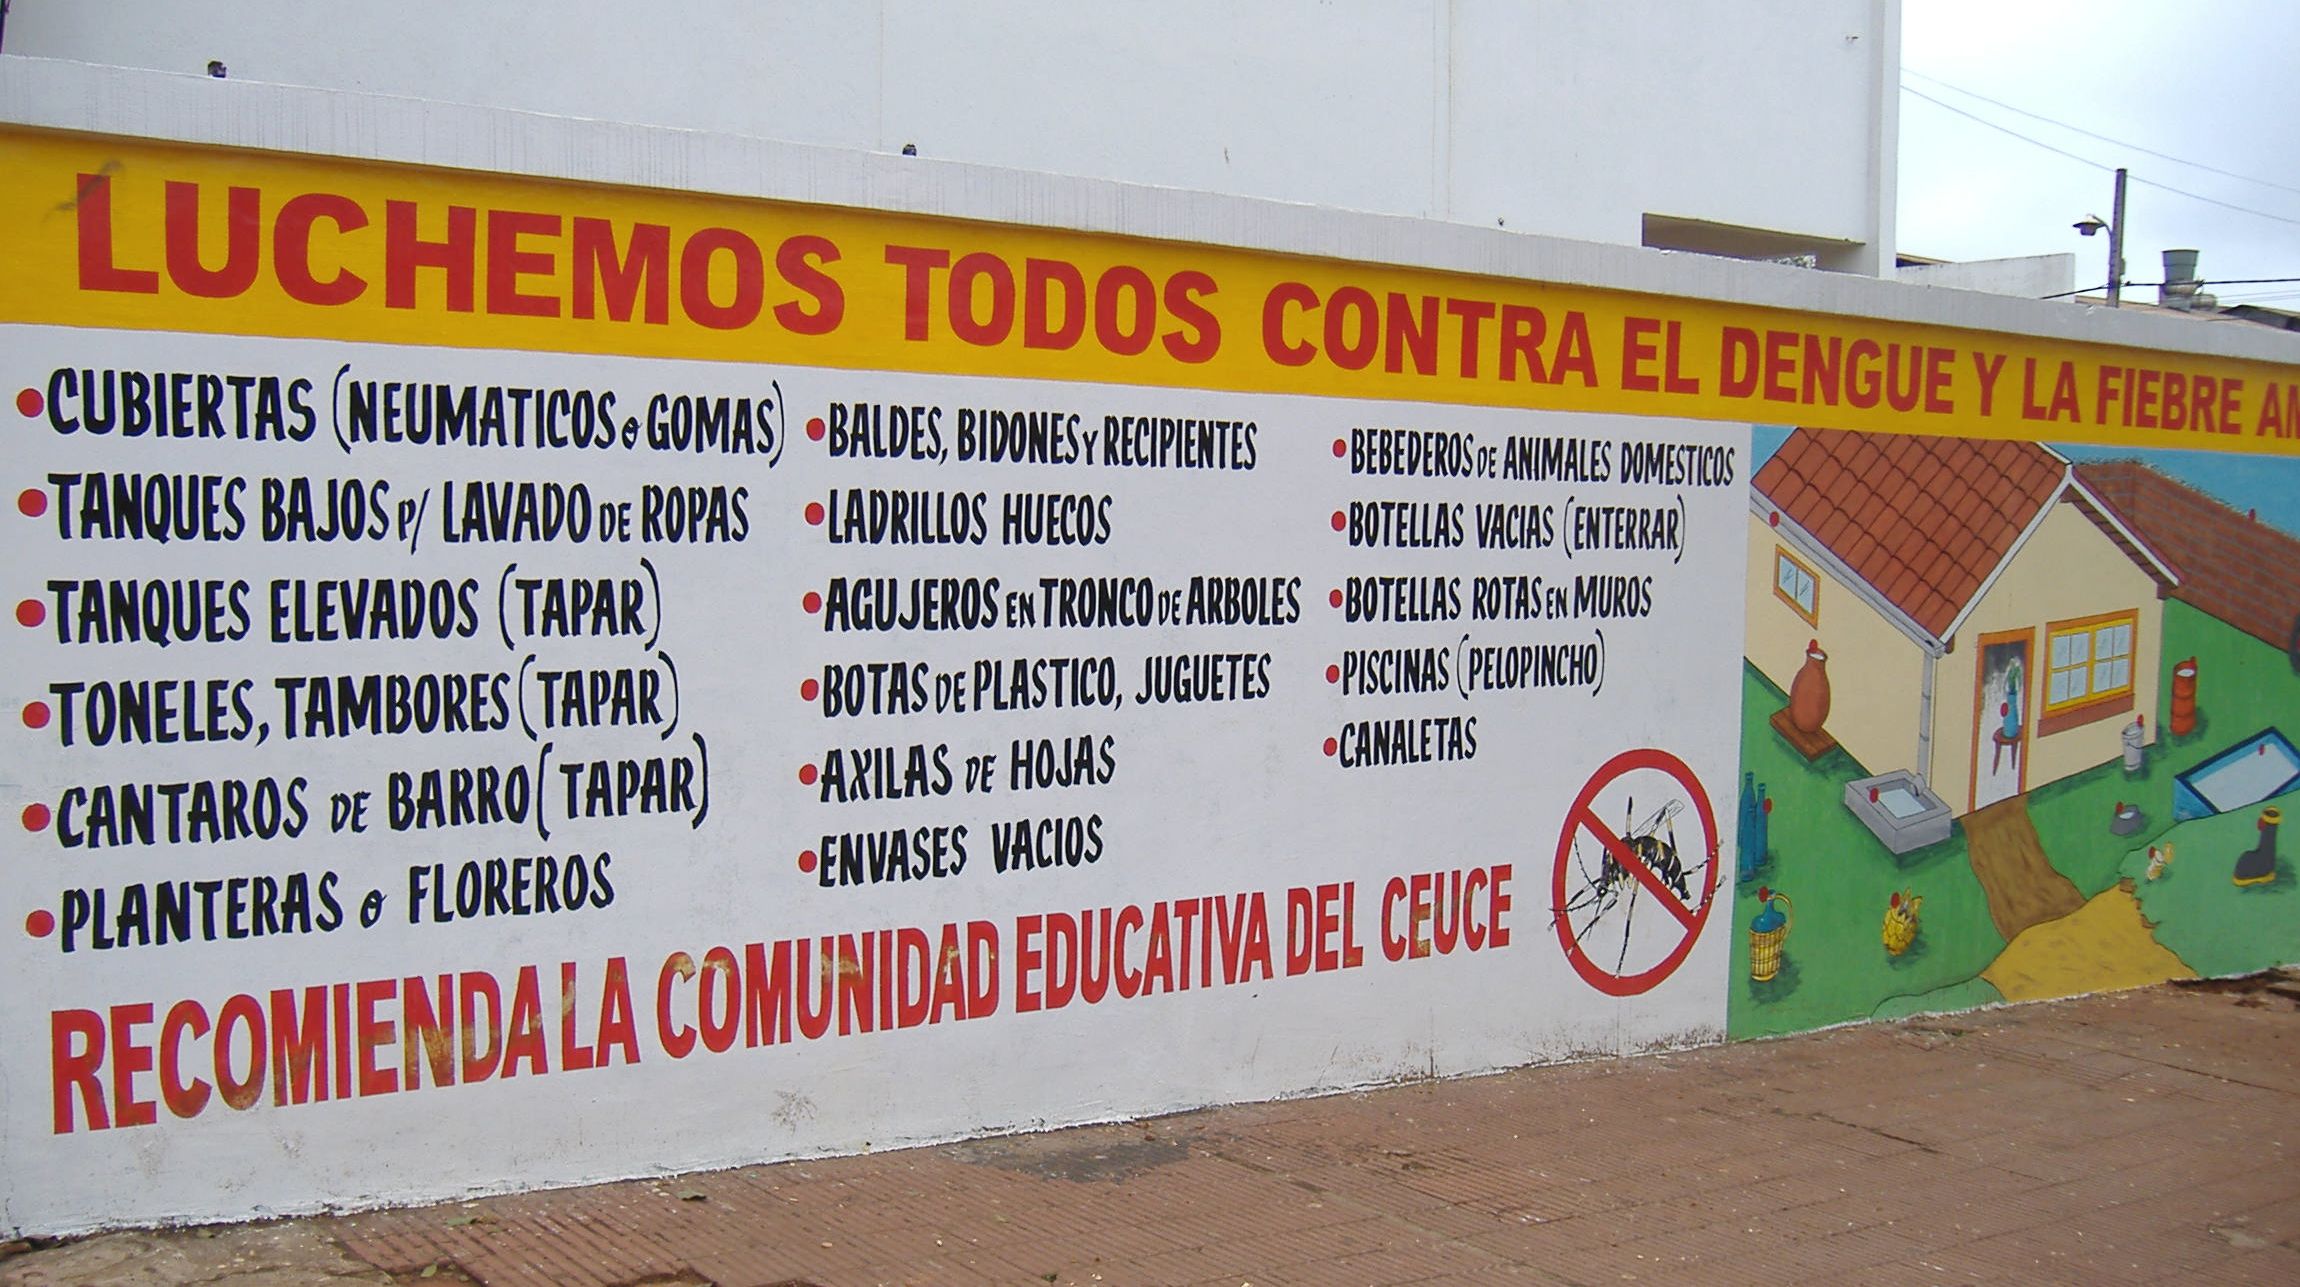 LUCHEMOS TODOS CONTRA EL DENGUE Y LA FIEBRE
•CUBIERTAS (NEUMATICOS o GOMAS)
•TANQUES BAJOS p/ LAVADO DE ROPAS
•TANQUES ELEVADOS (TAPAR)
•TONELES, TAMBORES (TAPAR)
•CANTAROS DE BARRO (TAPAR)
•PLANTERAS o FLOREROS
•BALDES, BIDONES Y RECIPIENTES
•LADRILLOS HUECOS
•AGUJEROS EN TRONCO DE ARBOLES
•BOTAS DE PLASTICO, JUGUETES
•AXILAS DE HOJAS
•ENVASES VACIOS
•BEBEDEROS DE ANIMALES DOMESTICOS
•BOTELLAS VACIAS (ENTERRAR)
•BOTELLAS ROTAS EN MUROS
•PISCINAS (PELOPINCHO)
•CANALETAS
RECOMIENDA LA COMUNIDAD EDUCATIVA DEL CEUCE